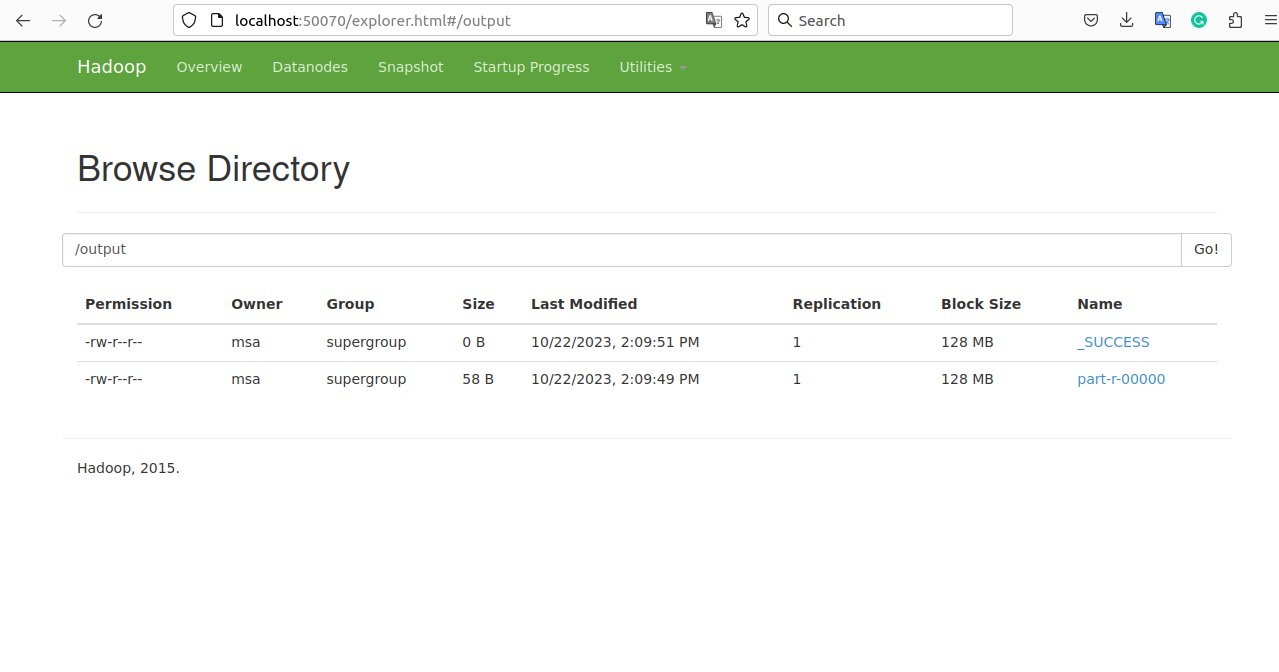 localhost:50070/explorer.html#/output Search
Hadoop Overview Datanodes Snapshot Startup Progress Utilities
Browse Directory
/output Go!
Permission Owner Group Size Last Modified Replication Block Size Name
-rw-r--r-- msa supergroup 0 B 10/22/2023, 2:09:51 PM 1 128 MB _SUCCESS
-rw-r--r-- msa supergroup 58 B 10/22/2023, 2:09:49 PM 1 128 MB part-r-00000
Hadoop, 2015.